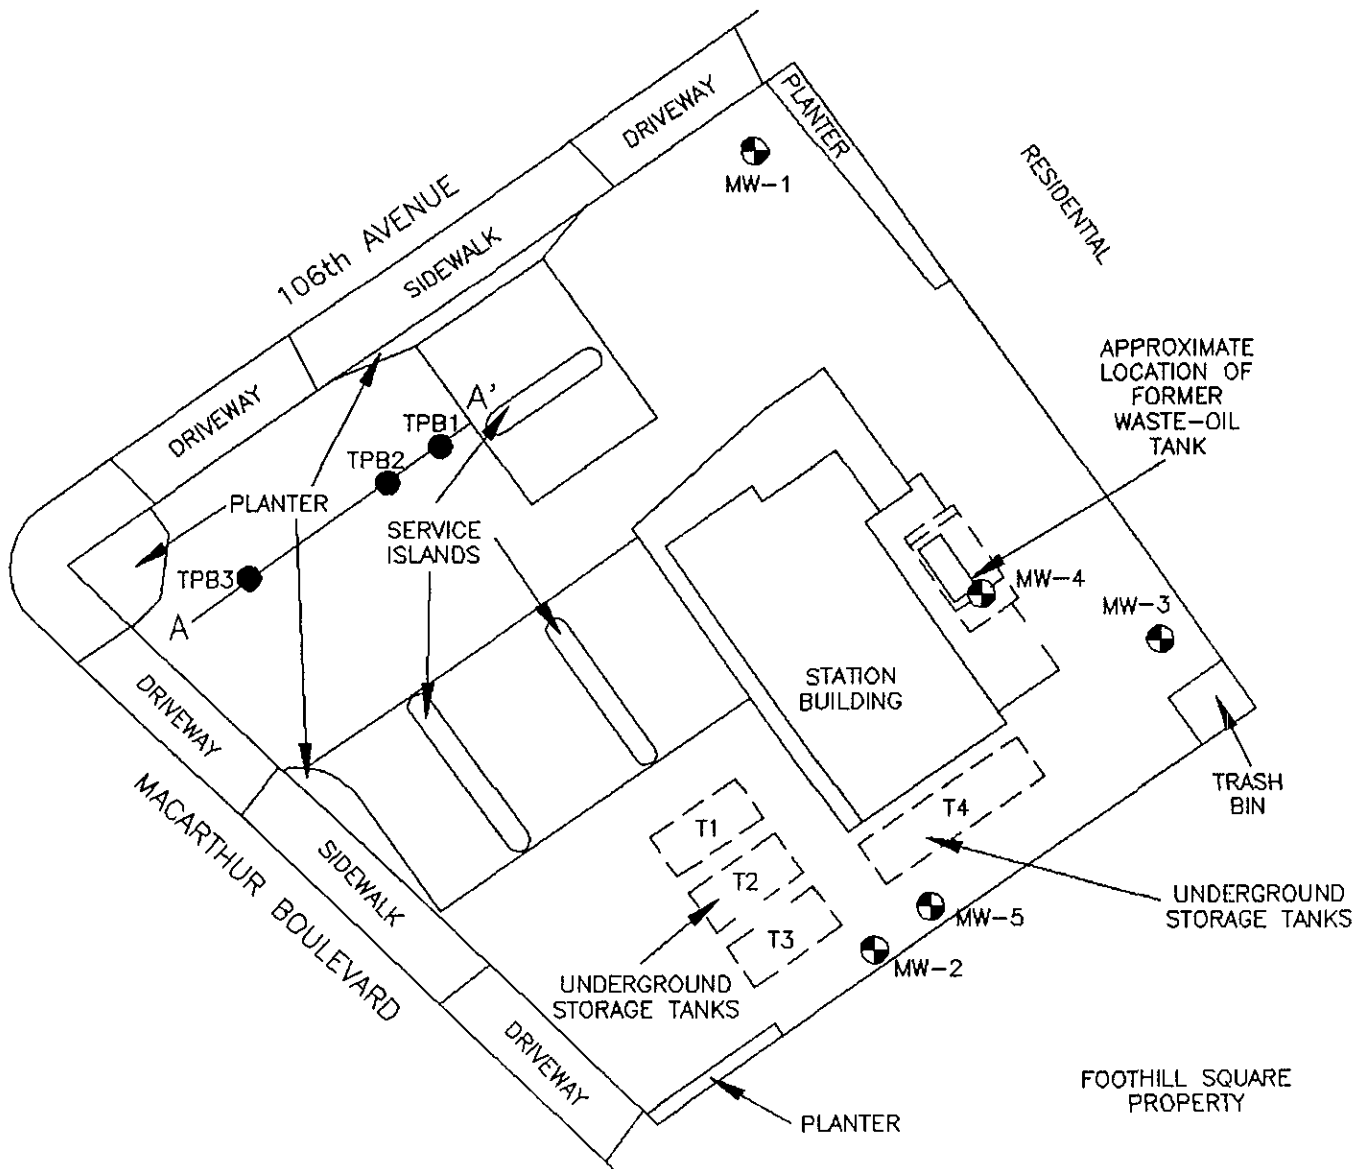 DRIVEWAY
PLANTER
MW-1
RESIDENTIAL
106th AVENUE
SIDEWALK
DRIVEWAY
APPROXIMATE
LOCATION OF
FORMER
WASTE-OIL
TANK
A'
TPB1
TPB2
PLANTER
SERVICE
ISLANDS
TPB3
A
MW-4
MW-3
STATION
BUILDING
DRIVEWAY
TRASH
BIN
MACARTHUR BOULEVARD
SIDEWALK
T1
T2
T3
T4
UNDERGROUND
STORAGE TANKS
MW-5
MW-2
UNDERGROUND
STORAGE TANKS
DRIVEWAY
PLANTER
FOOTHILL SQUARE
PROPERTY